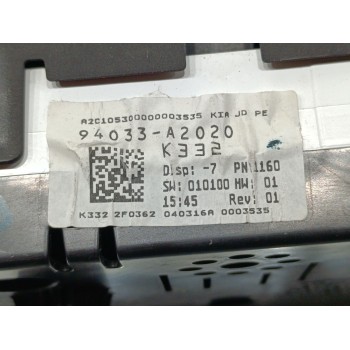 A2C10530000003535 KIA JD PE
94033-A2020
K332
Disp: -7 PN:1160
SW: 010100 HW: 01
15:45 Rev: 01
K332 2F0362 040316A 0003535